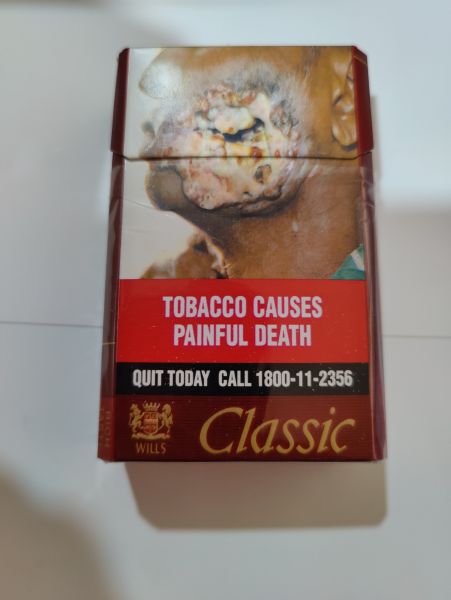 TOBACCO CAUSES
PAINFUL DEATH
QUIT TODAY CALL 1800-11-2356
WILLS
Classic